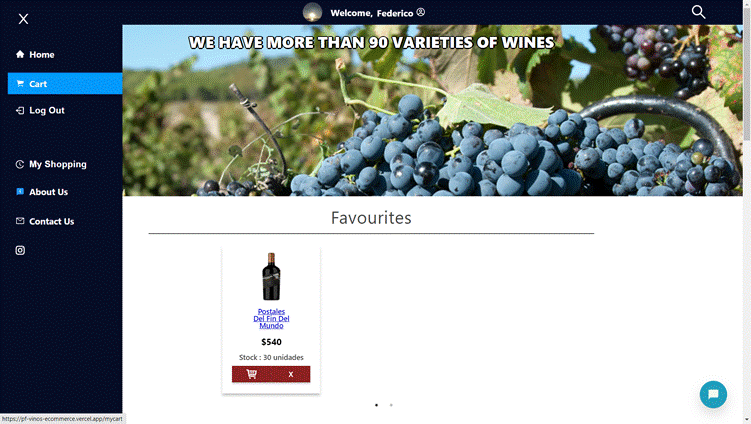 X
Welcome, Federico
WE HAVE MORE THAN 90 VARIETIES OF WINES
Home
Cart
Log Out
My Shopping
About Us
Contact Us
Favourites
Postales
Del Fin Del
Mundo
$540
Stock : 30 unidades
X
https://pf-vinos-ecommerce.vercel.app/mycart